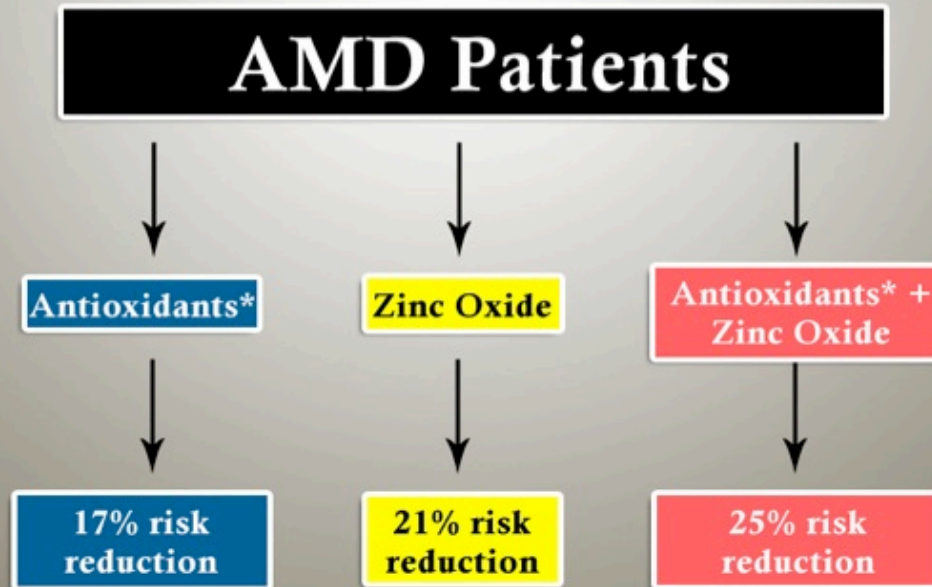 AMD Patients
Antioxidants*
Zinc Oxide
Antioxidants* +
Zinc Oxide
17% risk
reduction
21% risk
reduction
25% risk
reduction